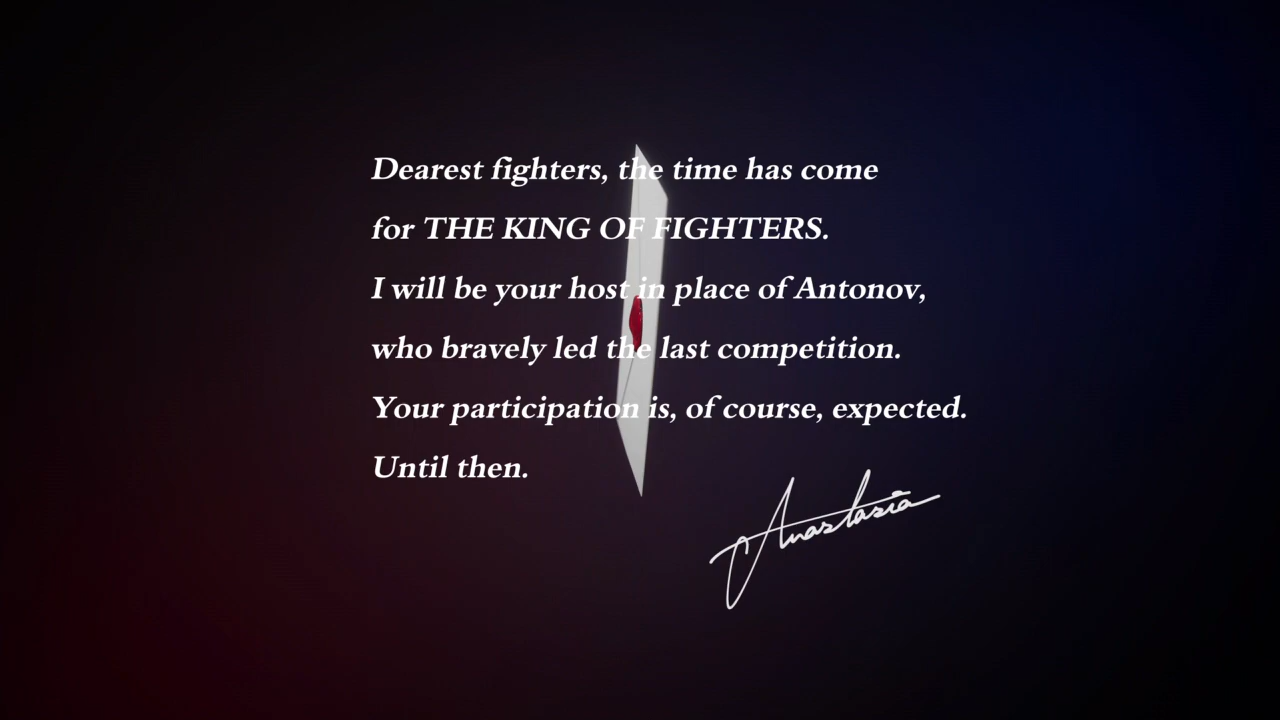 Dearest fighters, the time has come
for THE KING OF FIGHTERS.
I will be your host in place of Antonov,
who bravely led the last competition.
Your participation is, of course, expected.
Until then.
Anastasia